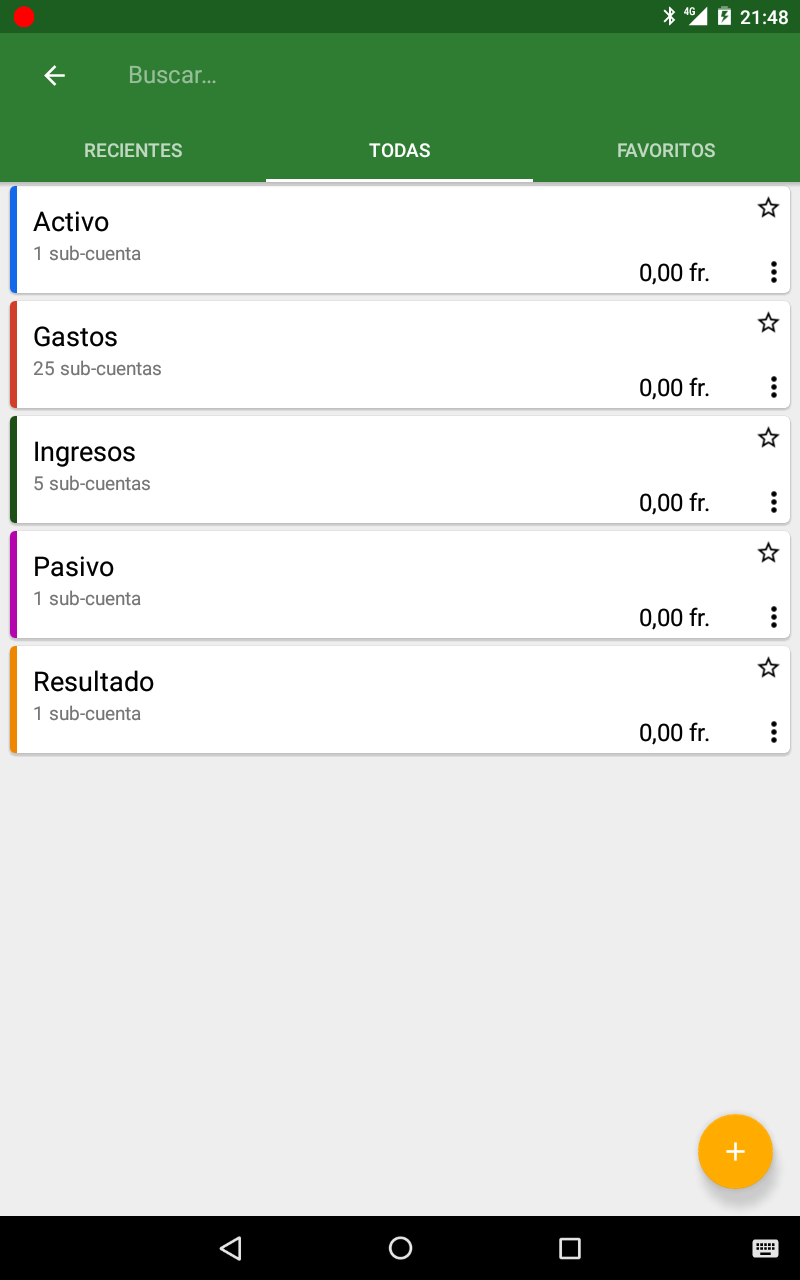 4G 21:48
Buscar...
RECIENTES TODAS FAVORITOS
Activo
1 sub-cuenta
0,00 fr.
Gastos
25 sub-cuentas
0,00 fr.
Ingresos
5 sub-cuentas
0,00 fr.
Pasivo
1 sub-cuenta
0,00 fr.
Resultado
1 sub-cuenta
0,00 fr.